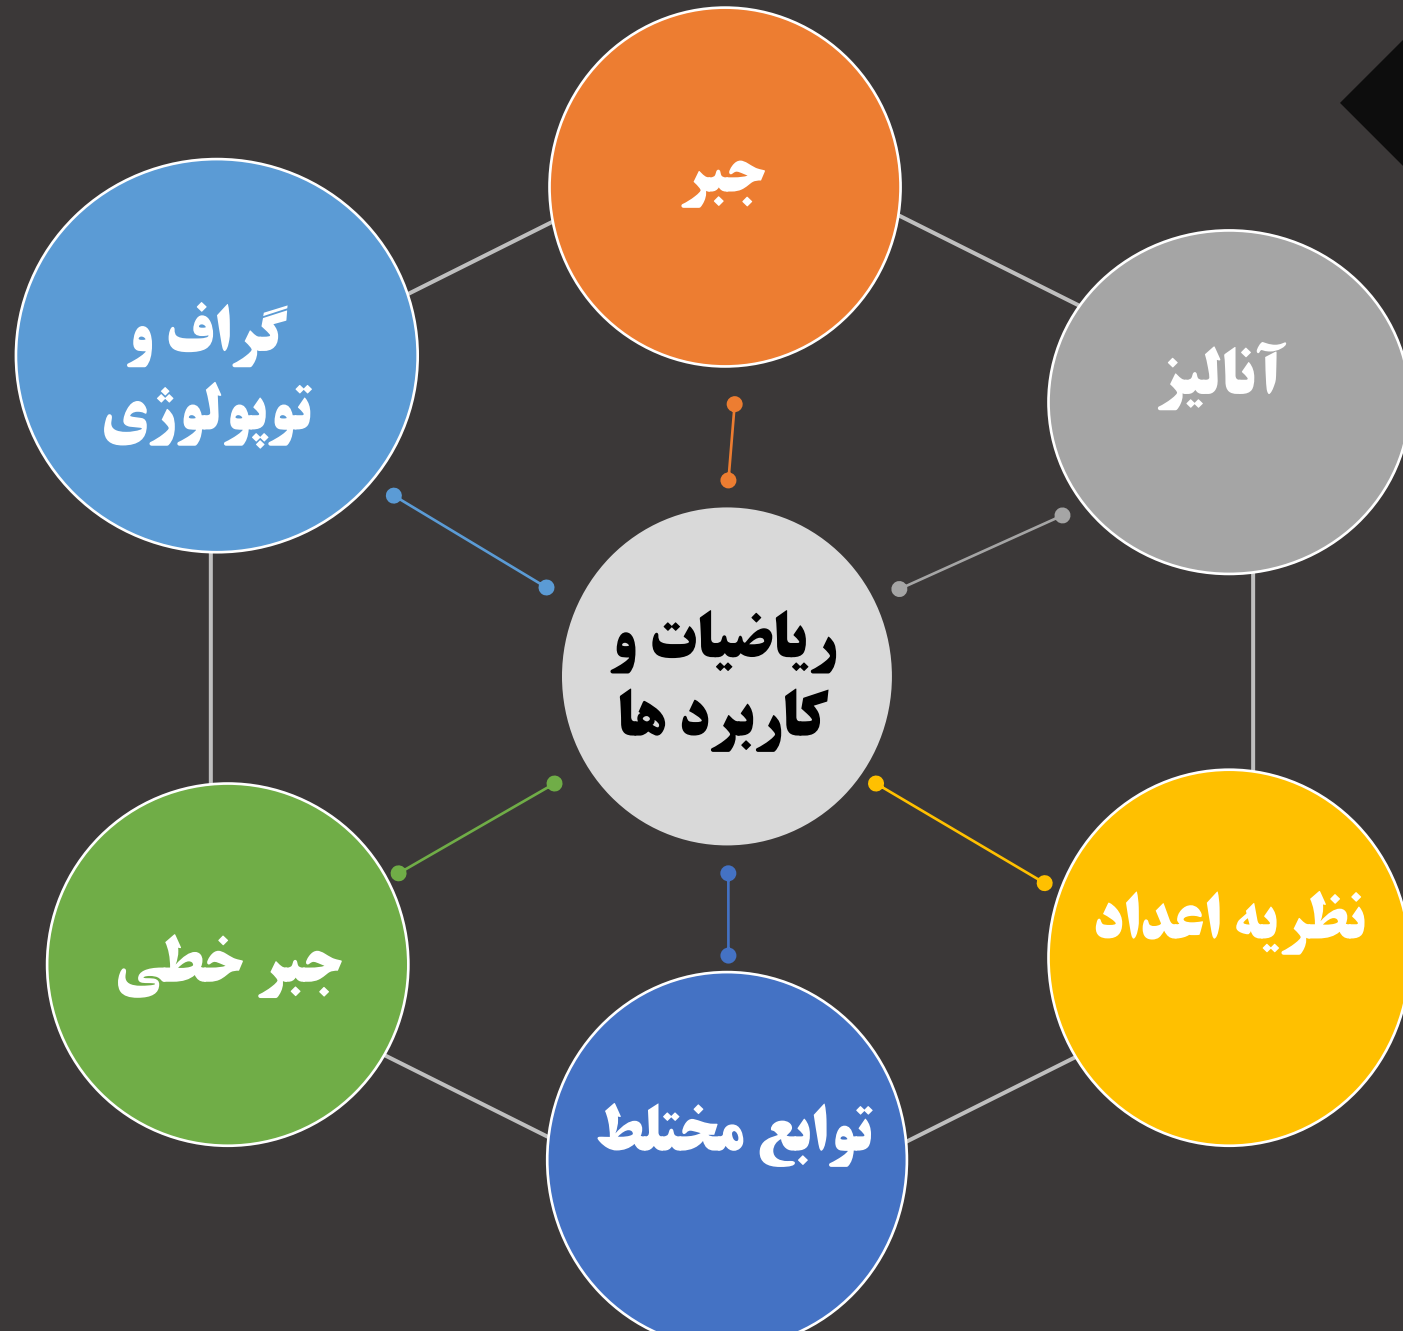 جبر
آنالیز
گراف و
توپولوژی
ریاضیات و
کاربرد ها
نظریه اعداد
جبر خطی
توابع مختلط